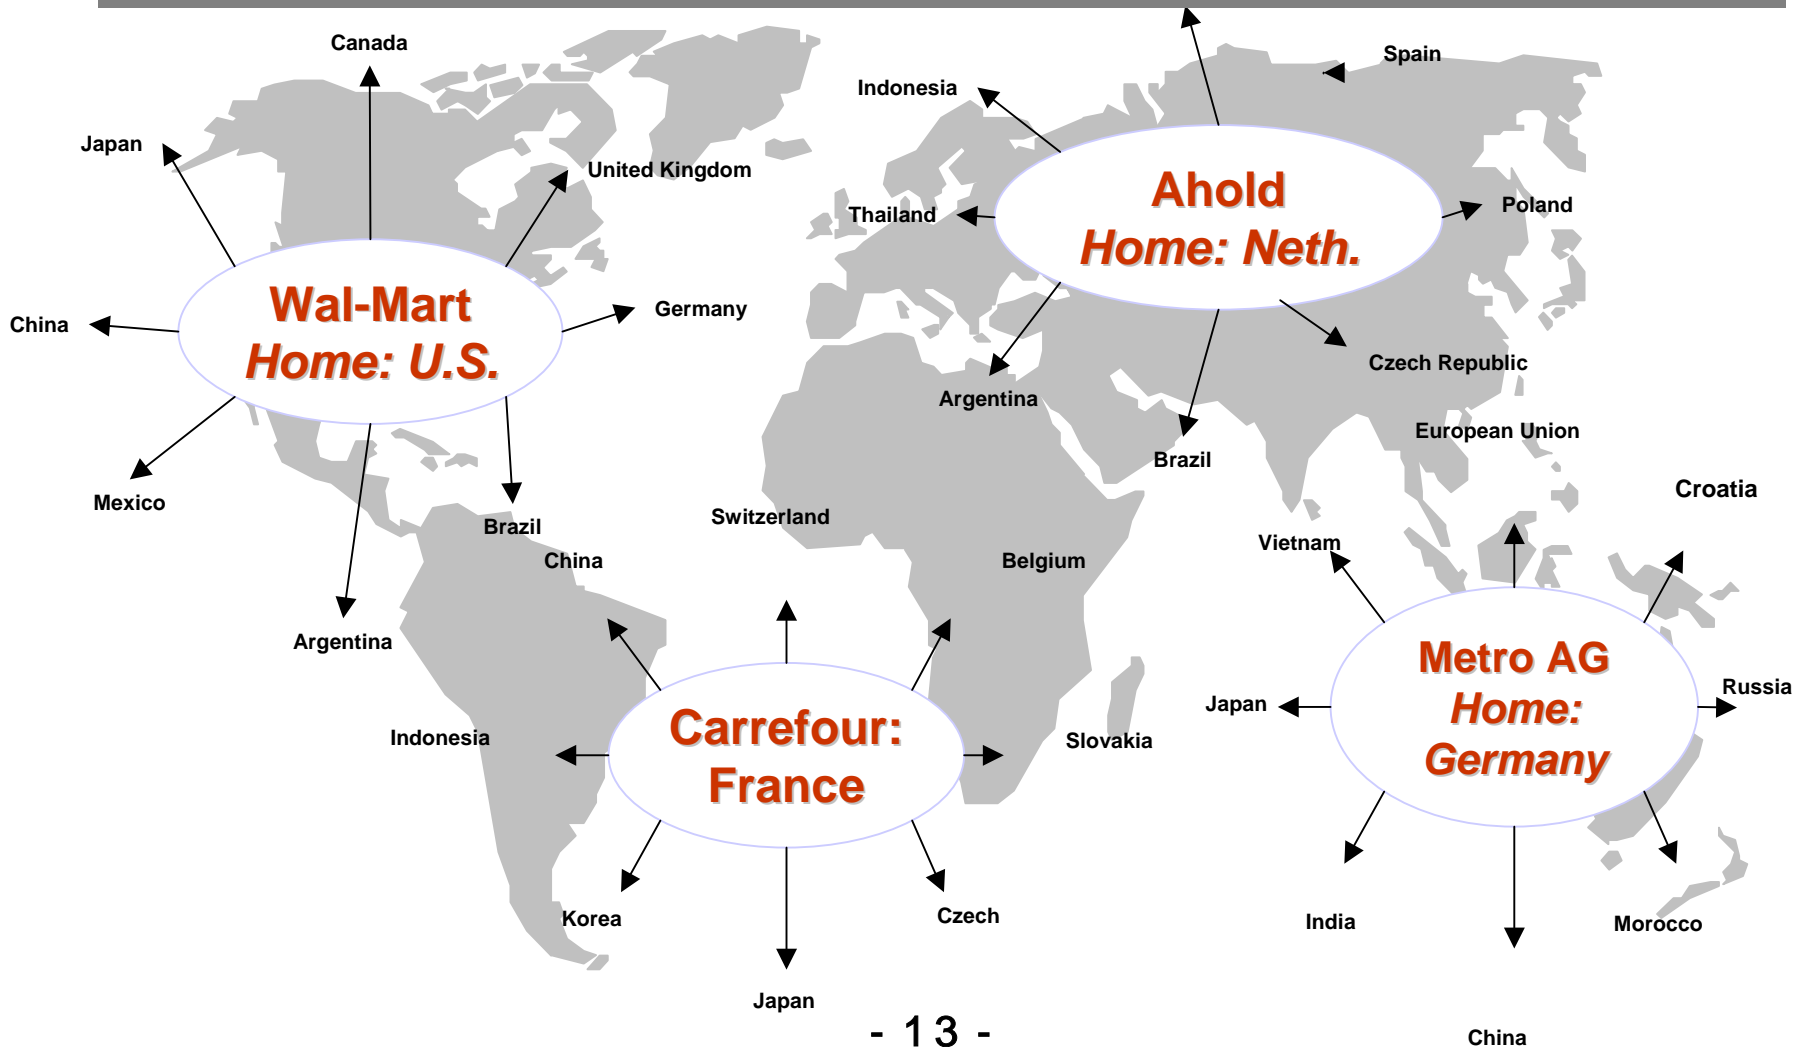 Canada
Spain
Indonesia
Japan
United Kingdom
Ahold
Home: Neth.
Thailand
Poland
Wal-Mart
Home: U.S.
China
Germany
Czech Republic
Argentina
European Union
Brazil
Mexico
Croatia
Switzerland
Brazil
Vietnam
China
Belgium
Argentina
Metro AG
Home:
Germany
Russia
Japan
Carrefour:
France
Indonesia
Slovakia
Korea
Czech
India
Morocco
Japan
- 13 -
China